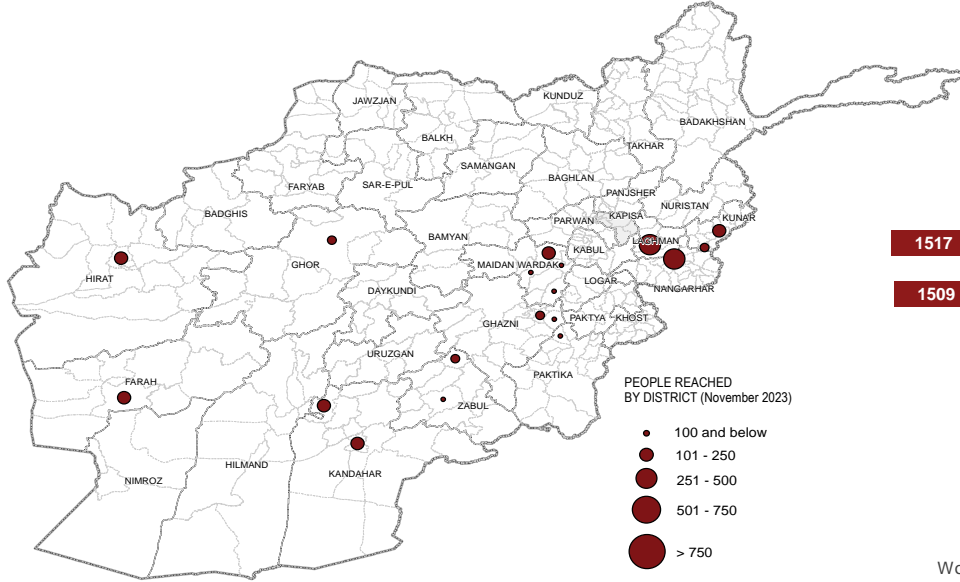 KUNDUZ
JAWZJAN
BADAKHSHAN
BALKH
TAKHAR
SAMANGAN
BAGHLAN
FARYAB
SAR-E-PUL
PANJSHER
NURISTAN
BADGHIS
PARWAN
KAPISA
KUNAR
BAMYAN
LAGHMAN
1517
KABUL
GHOR
MAIDAN WARDAK
HIRAT
LOGAR
NANGARHAR
DAYKUNDI
1509
GHAZNI
PAKTYA
KHOST
URUZGAN
PAKTIKA
FARAH
PEOPLE REACHED
BY DISTRICT (November 2023)
ZABUL
100 and below
101 - 250
HILMAND
KANDAHAR
NIMROZ
251 - 500
501 - 750
> 750